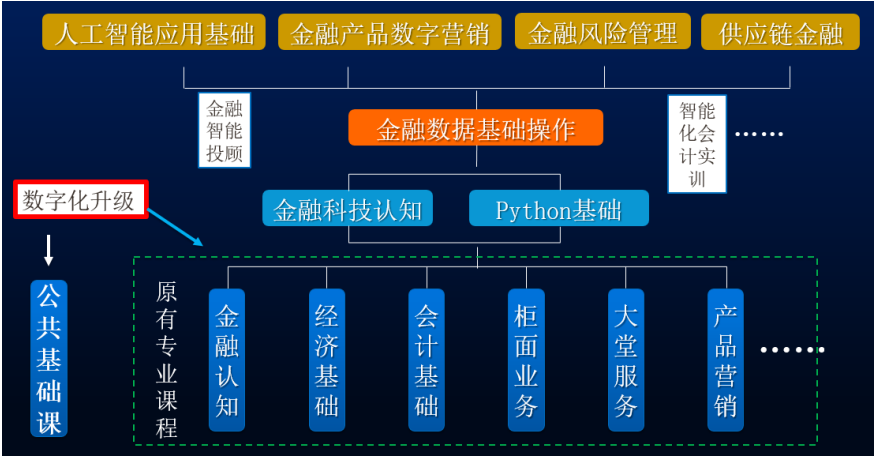 人工智能应用基础
金融产品数字营销
金融风险管理
供应链金融
金融
智能
投顾
金融数据基础操作
智能
化会
计实
训
……
数字化升级
金融科技认知
Python基础
公共基础课
原有专业课程
金融认知
经济基础
会计基础
柜面业务
大堂服务
产品营销
……